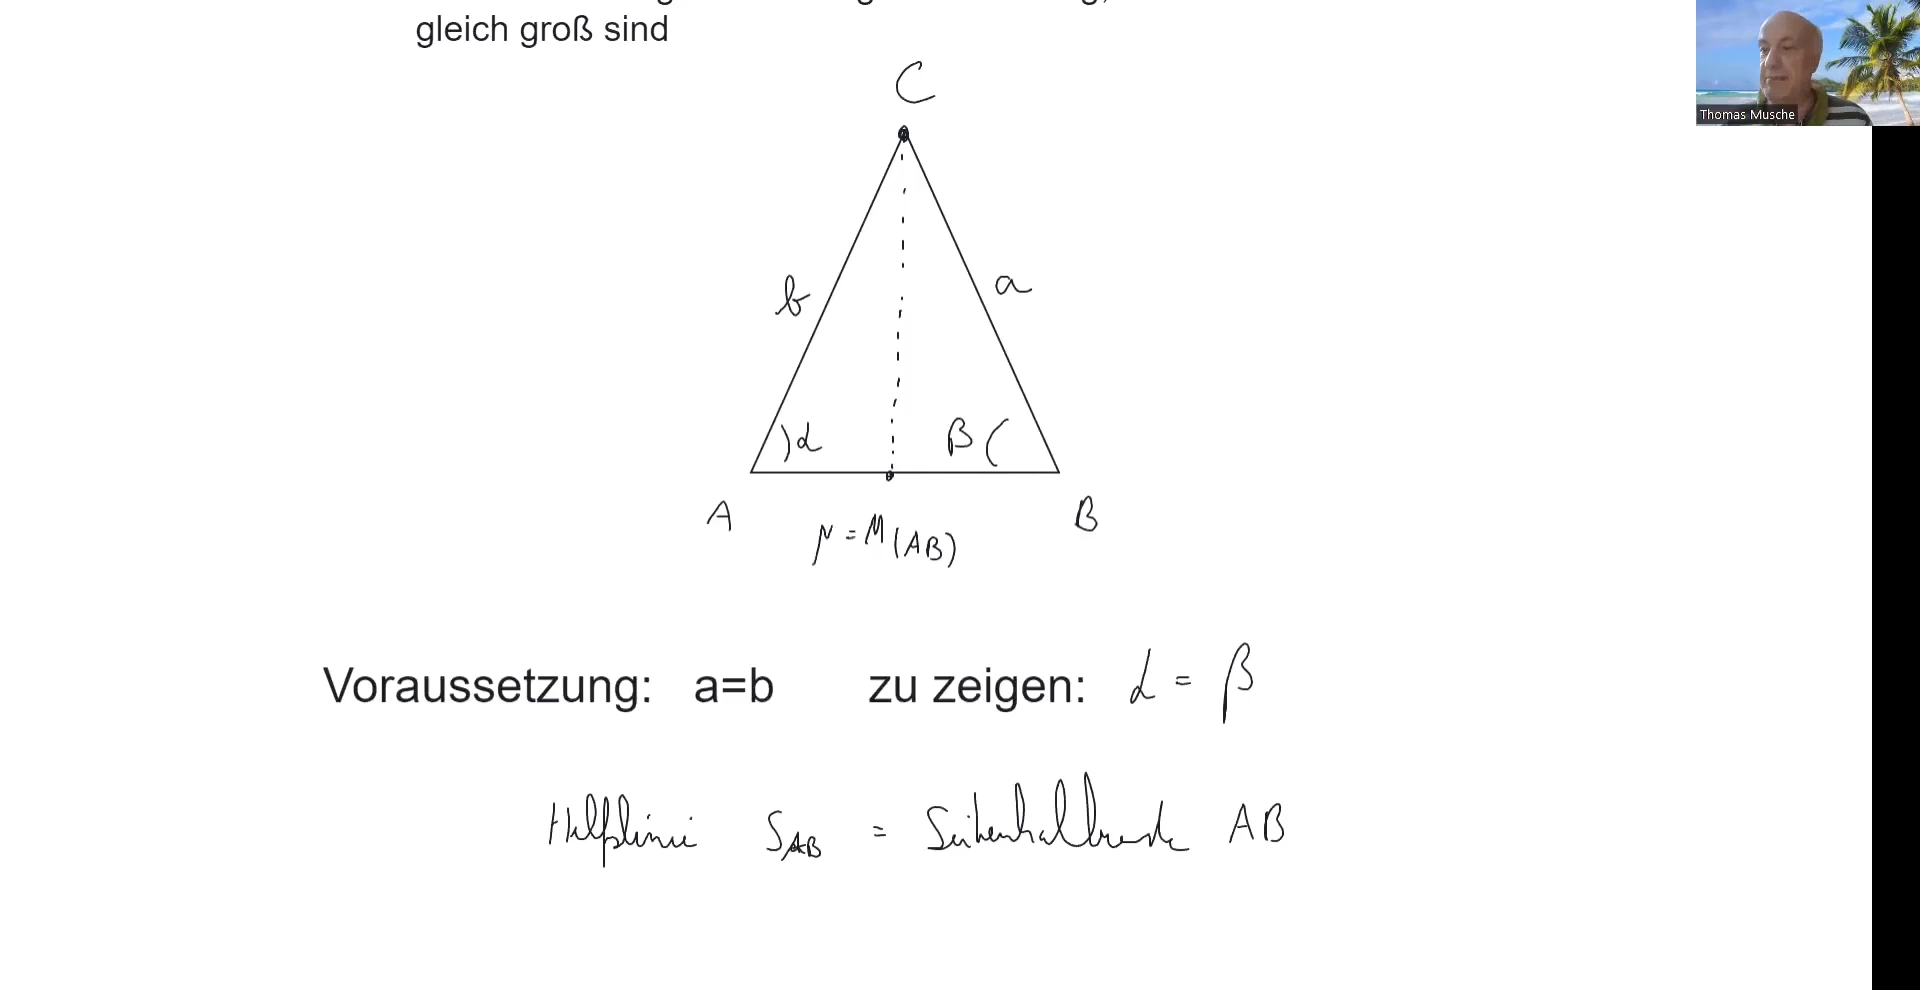 gleich groß sind
Thomas Musche
C
b
a
α
β
A
B
M = M(AB)
Voraussetzung: a=b zu zeigen: α = β
Hilfslinie S_AB = Seitenhalbierende AB